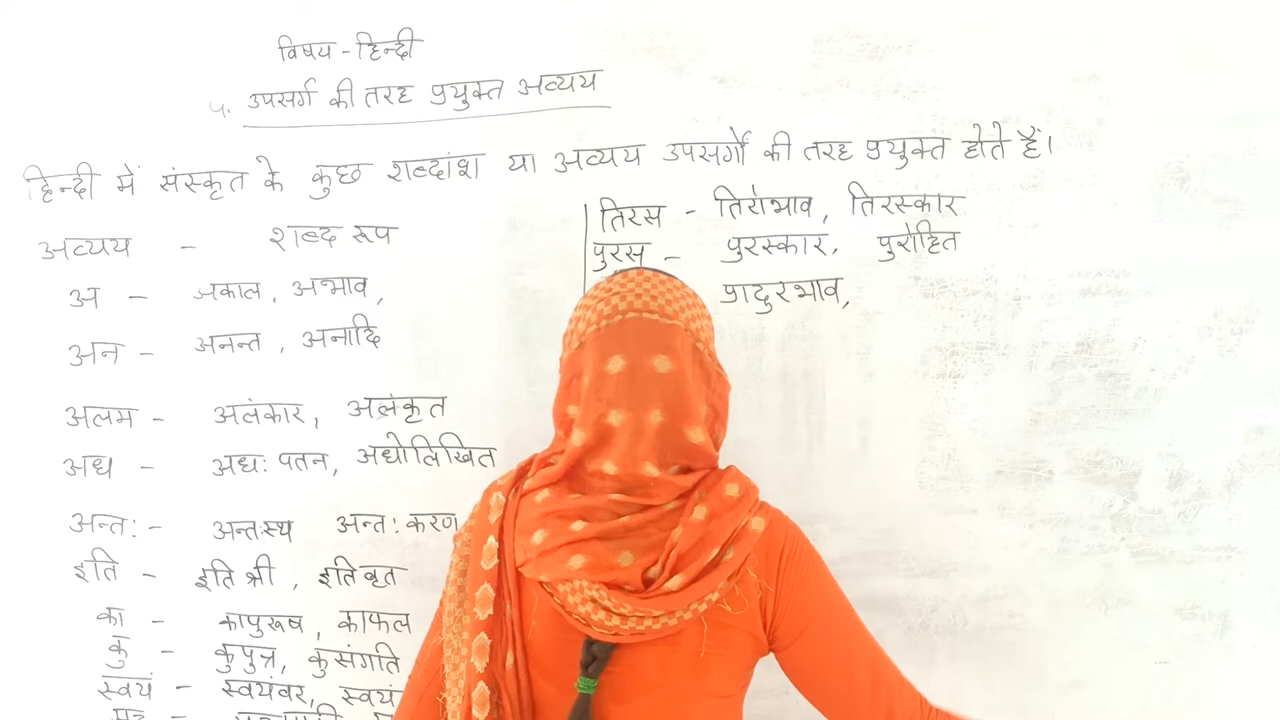 विषय - हिन्दी
५. उपसर्ग की तरह प्रयुक्त अव्यय
हिन्दी में संस्कृत के कुछ शब्दांश या अव्यय उपसर्गों की तरह प्रयुक्त होते हैं।
अव्यय - शब्द रूप
अ - अकाल, अभाव,
अन - अनन्त, अनादि
अलम - अलंकार, अलंकृत
अध - अधः पतन, अधोलिखित
अन्तः - अन्तःस्थ अन्तः करण
इति - इति श्री, इतिवृत
का - कापुरूष, काफल
कु - कुपुत्र, कुसंगति
स्वयं - स्वयंवर, स्वयं
तिरस - तिरोभाव, तिरस्कार
पुरस - पुरस्कार, पुरोहित
प्रादुरभाव,